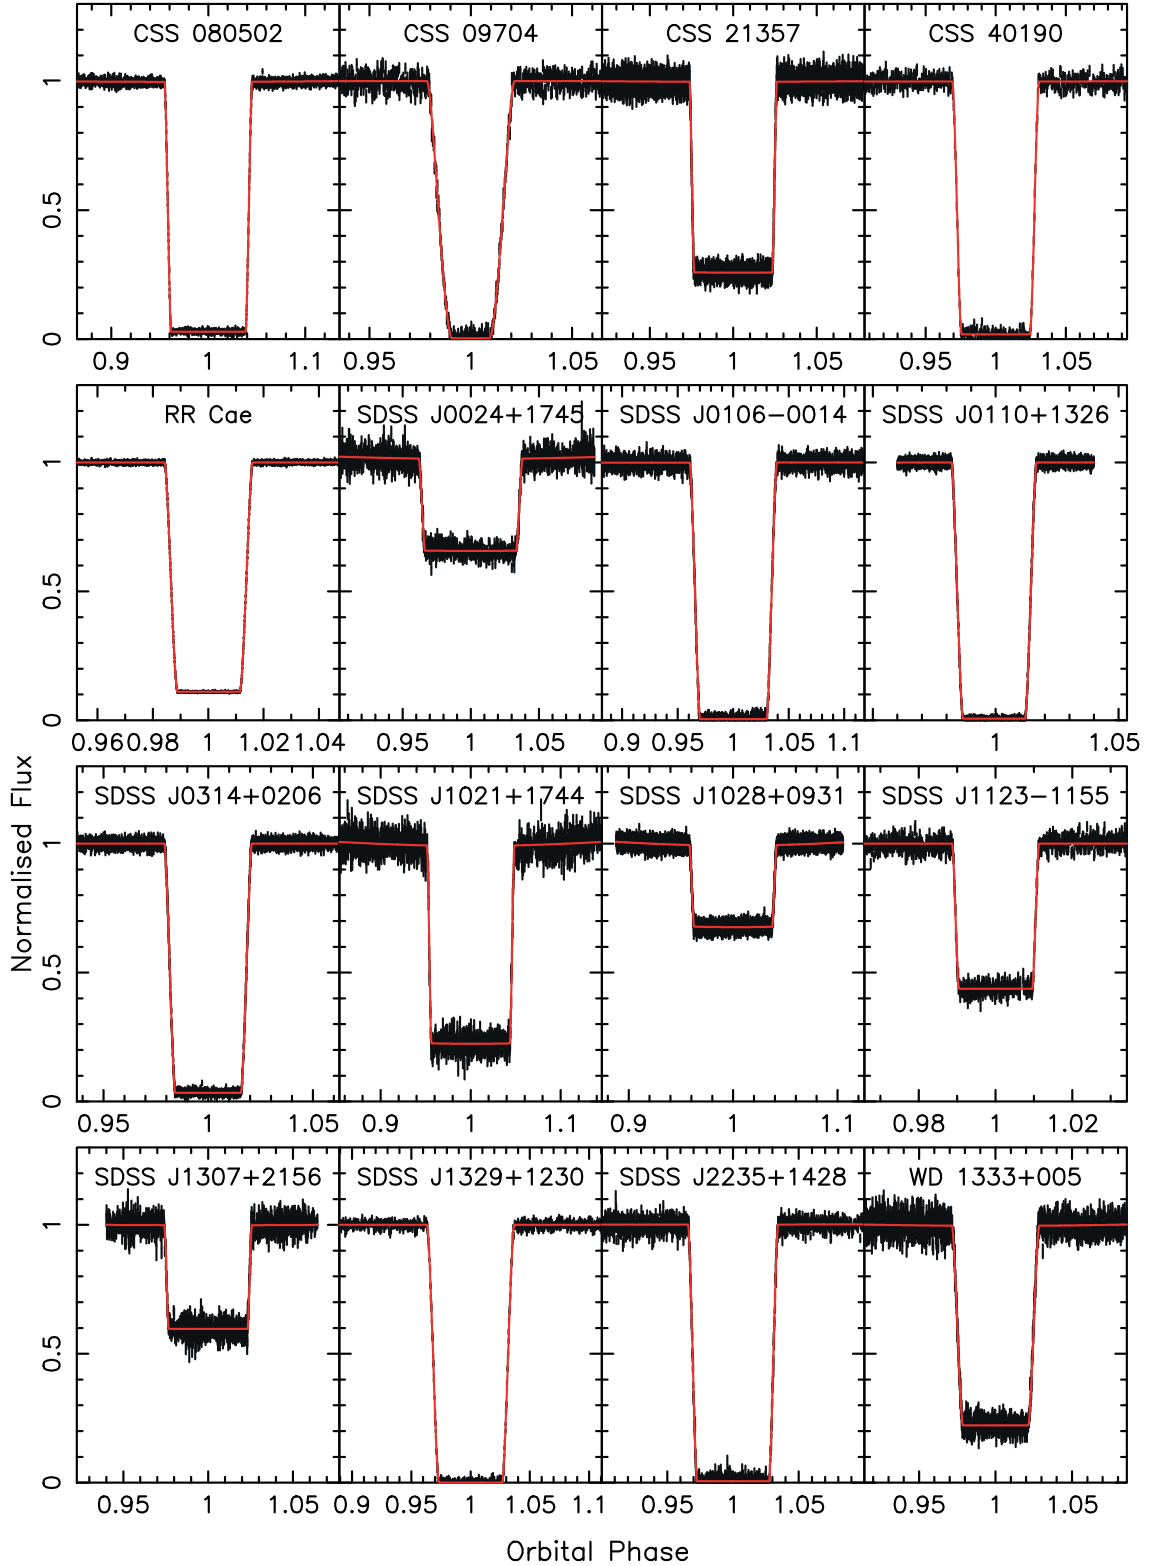 CSS 080502 CSS 09704 CSS 21357 CSS 40190
1
0.5
0
0.9 1 1.1 0.95 1 1.05 0.95 1 1.05 0.95 1 1.05
RR Cae SDSS J0024+1745 SDSS J0106−0014 SDSS J0110+1326
1
0.5
0
0.96 0.98 1 1.02 1.04 0.95 1 1.05 0.9 0.95 1 1.05 1.1 1 1.05
SDSS J0314+0206 SDSS J1021+1744 SDSS J1028+0931 SDSS J1123−1155
1
0.5
0
0.95 1 1.05 0.9 1 1.1 0.9 1 1.1 0.98 1 1.02
SDSS J1307+2156 SDSS J1329+1230 SDSS J2235+1428 WD 1333+005
1
0.5
0
0.95 1 1.05 0.9 0.95 1 1.05 1.1 0.95 1 1.05 0.95 1 1.05
Normalised Flux
Orbital Phase